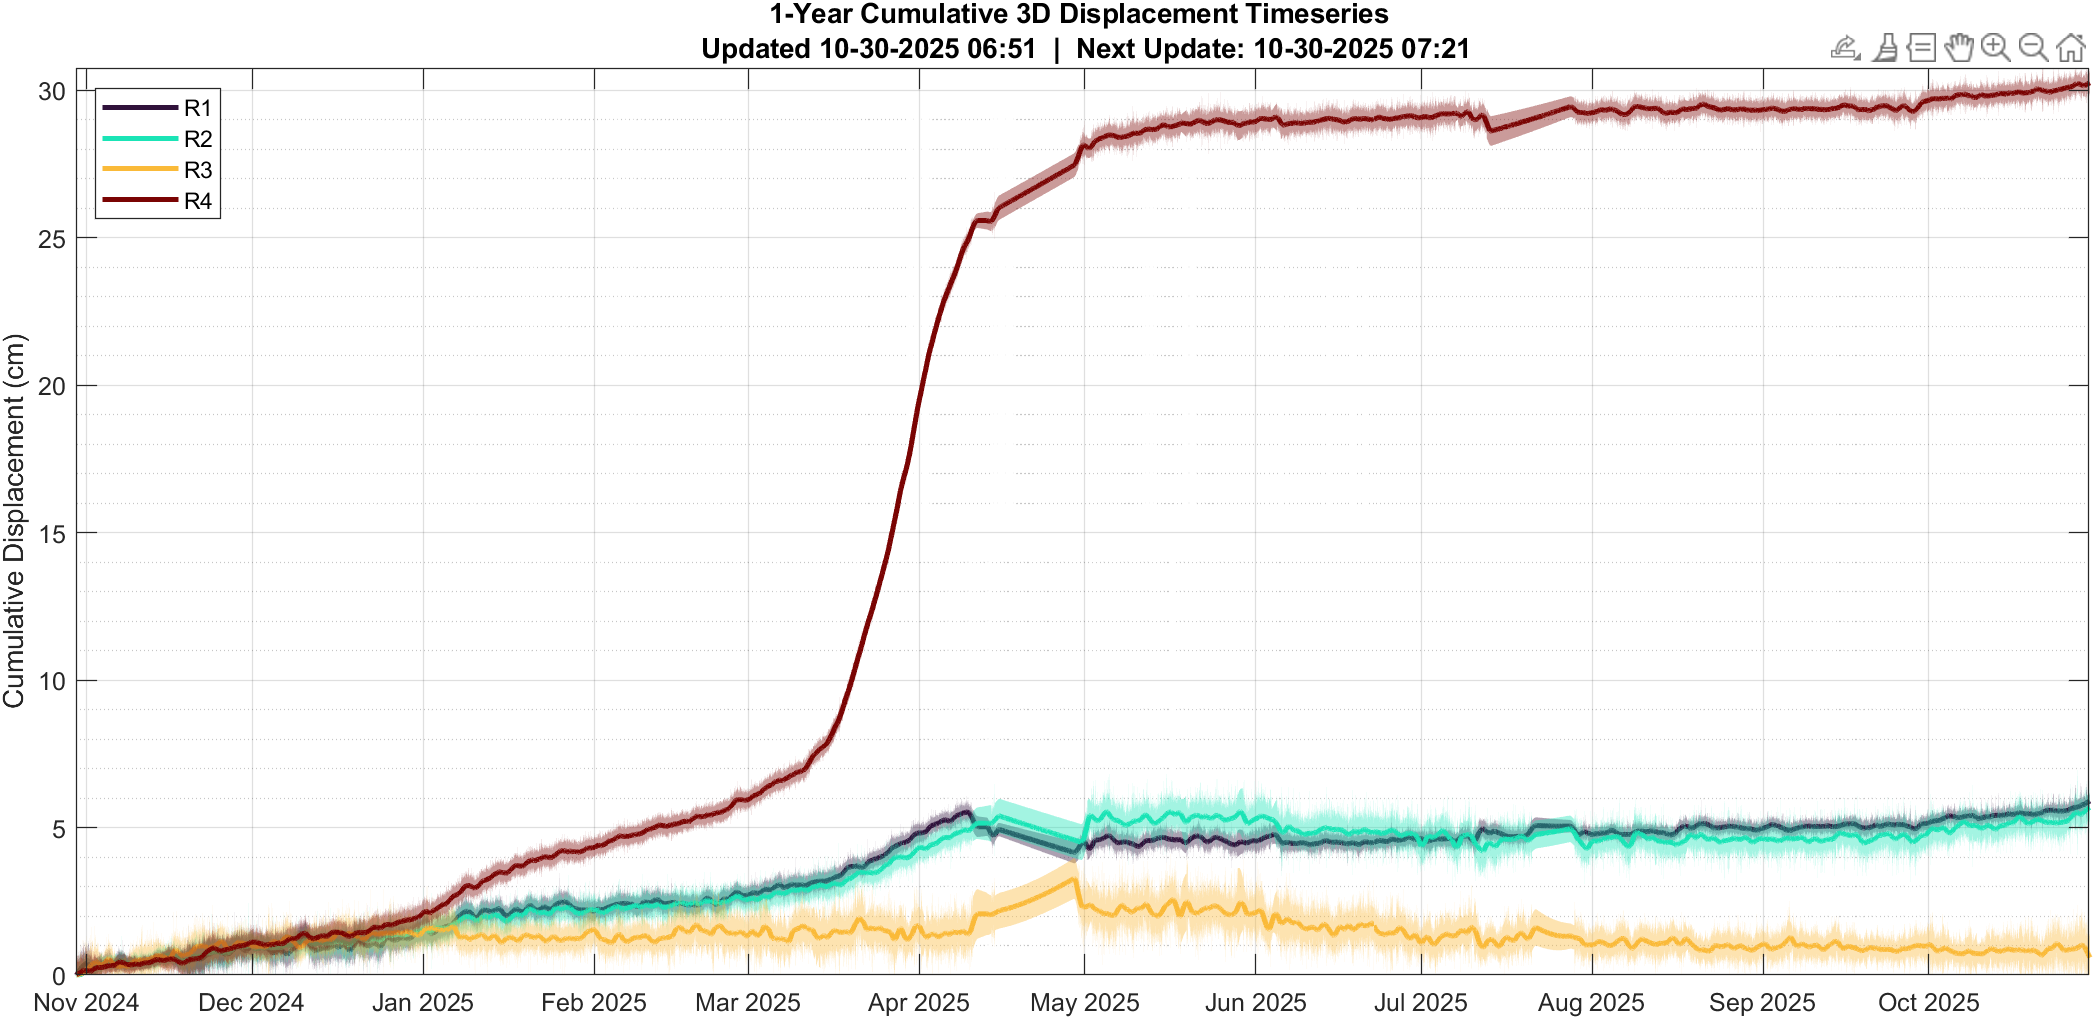 1-Year Cumulative 3D Displacement Timeseries
Updated 10-30-2025 06:51 | Next Update: 10-30-2025 07:21
R1
R2
R3
R4
Cumulative Displacement (cm)
30
25
20
15
10
5
0
Nov 2024 Dec 2024 Jan 2025 Feb 2025 Mar 2025 Apr 2025 May 2025 Jun 2025 Jul 2025 Aug 2025 Sep 2025 Oct 2025